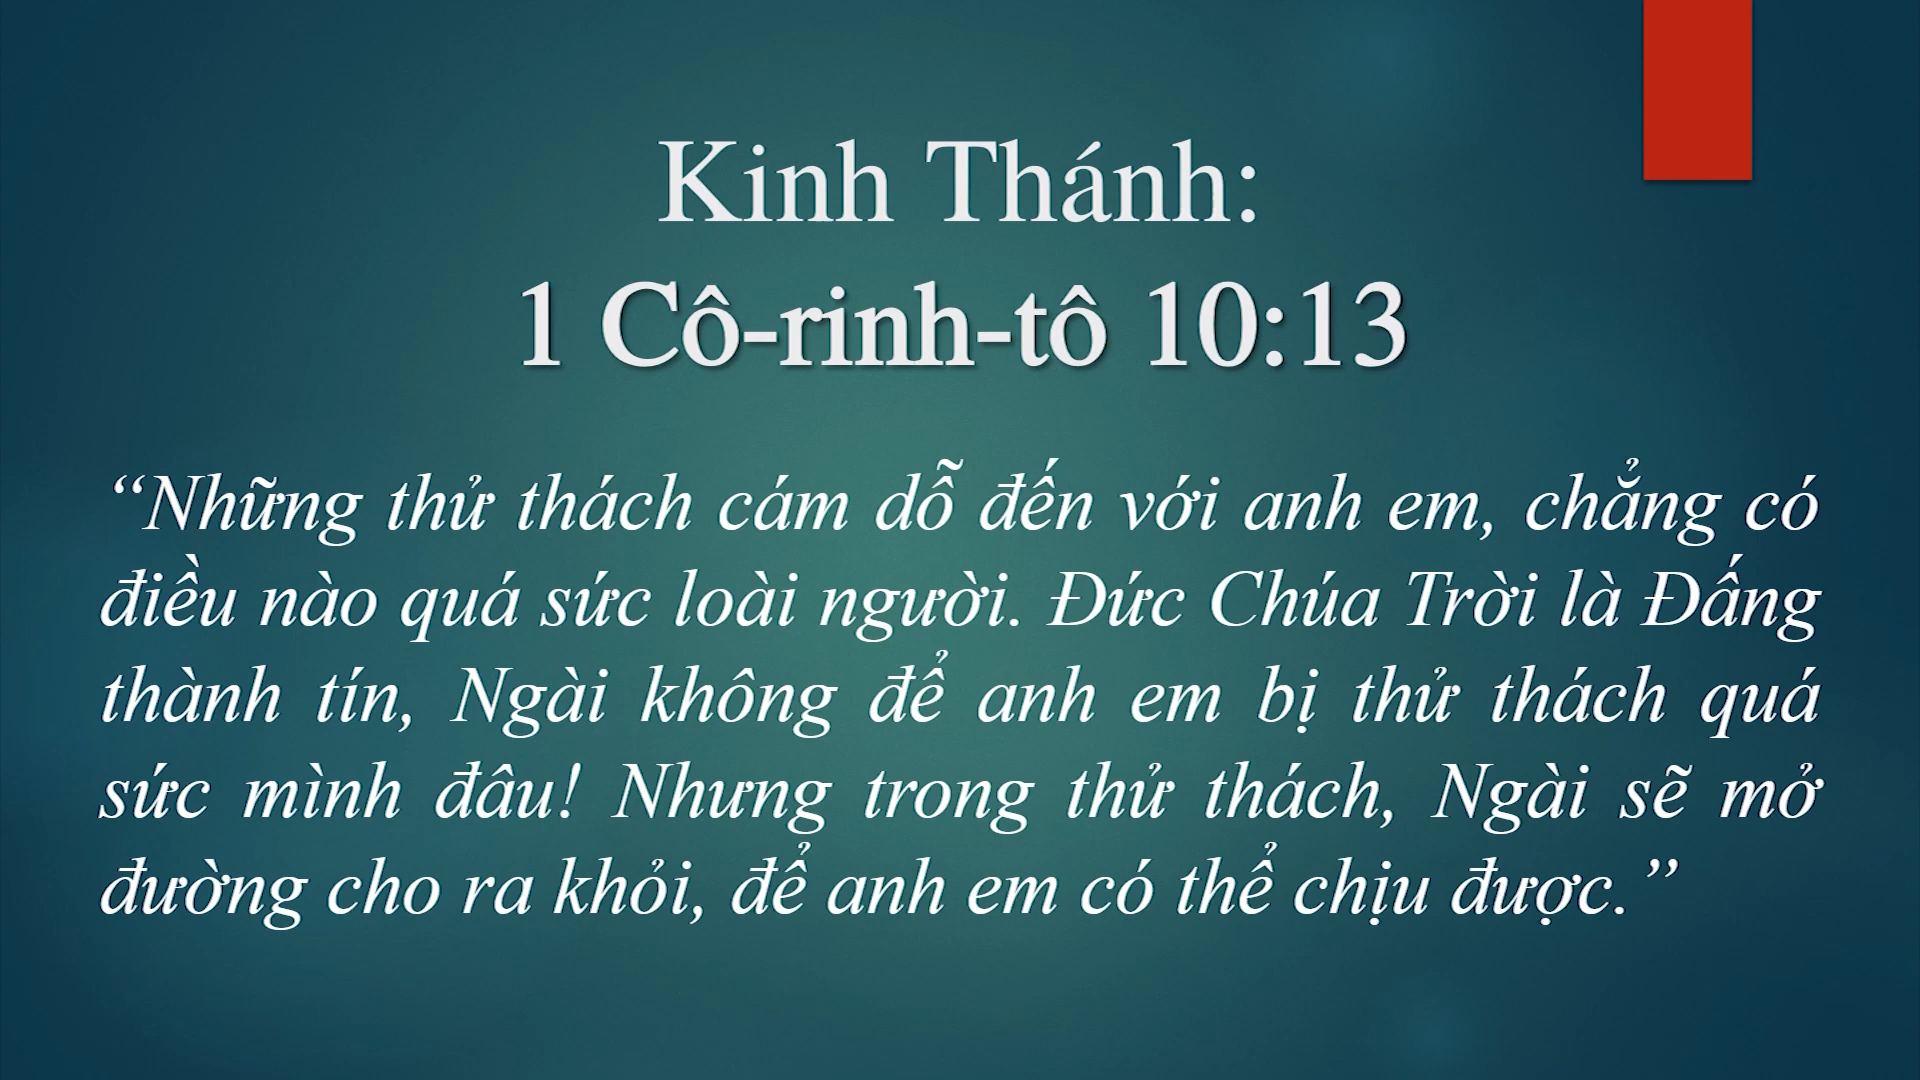 Kinh Thánh:
1 Cô-rinh-tô 10:13
“Những thử thách cám dỗ đến với anh em, chẳng có
điều nào quá sức loài người. Đức Chúa Trời là Đấng
thành tín, Ngài không để anh em bị thử thách quá
sức mình đâu! Nhưng trong thử thách, Ngài sẽ mở
đường cho ra khỏi, để anh em có thể chịu được.”